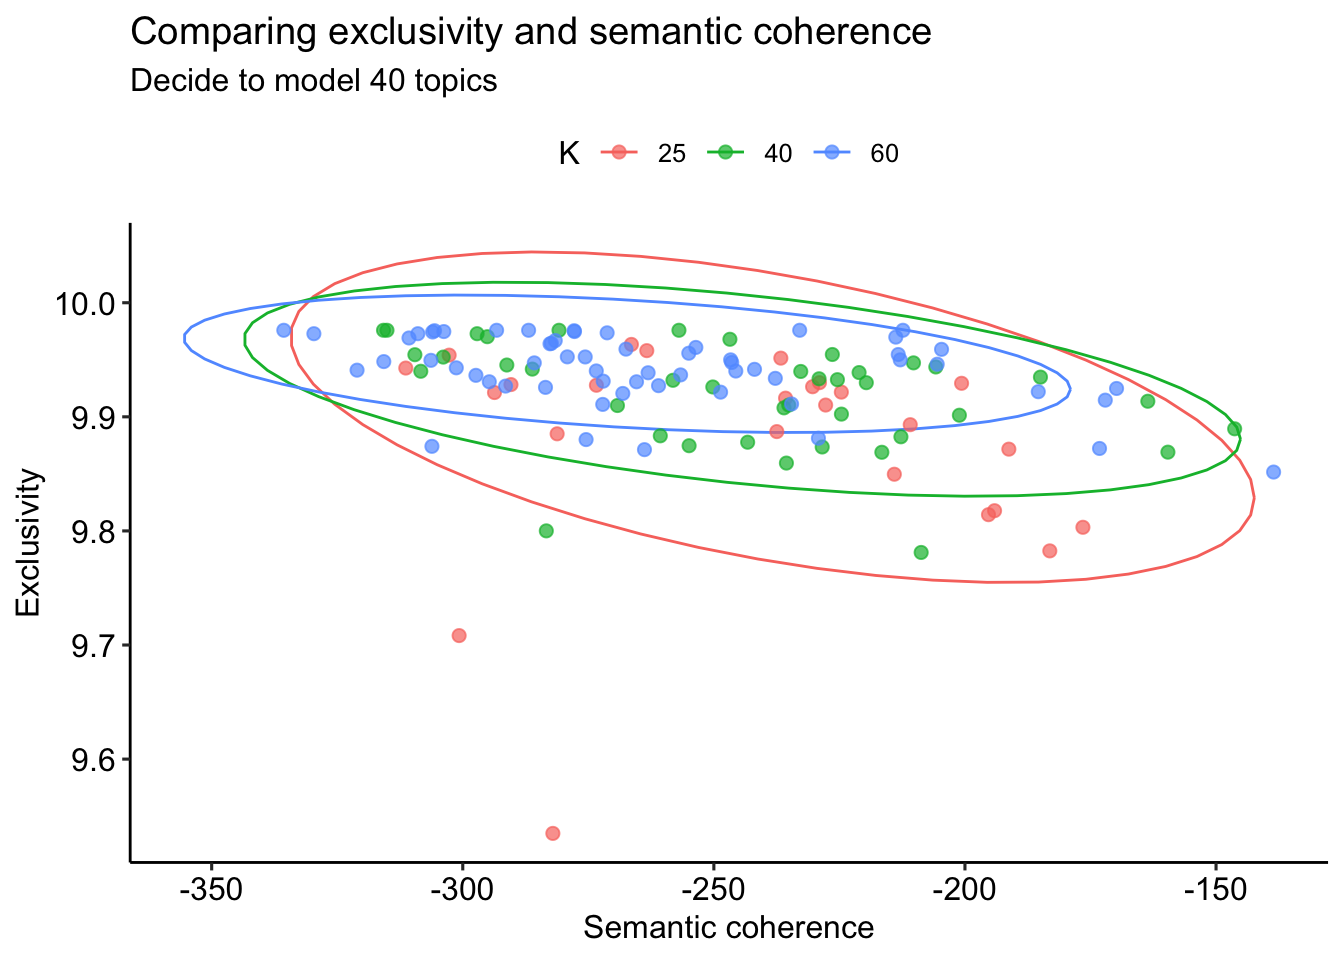 Comparing exclusivity and semantic coherence
Decide to model 40 topics
K 25 40 60
Exclusivity
10.0
9.9
9.8
9.7
9.6
-350 -300 -250 -200 -150
Semantic coherence